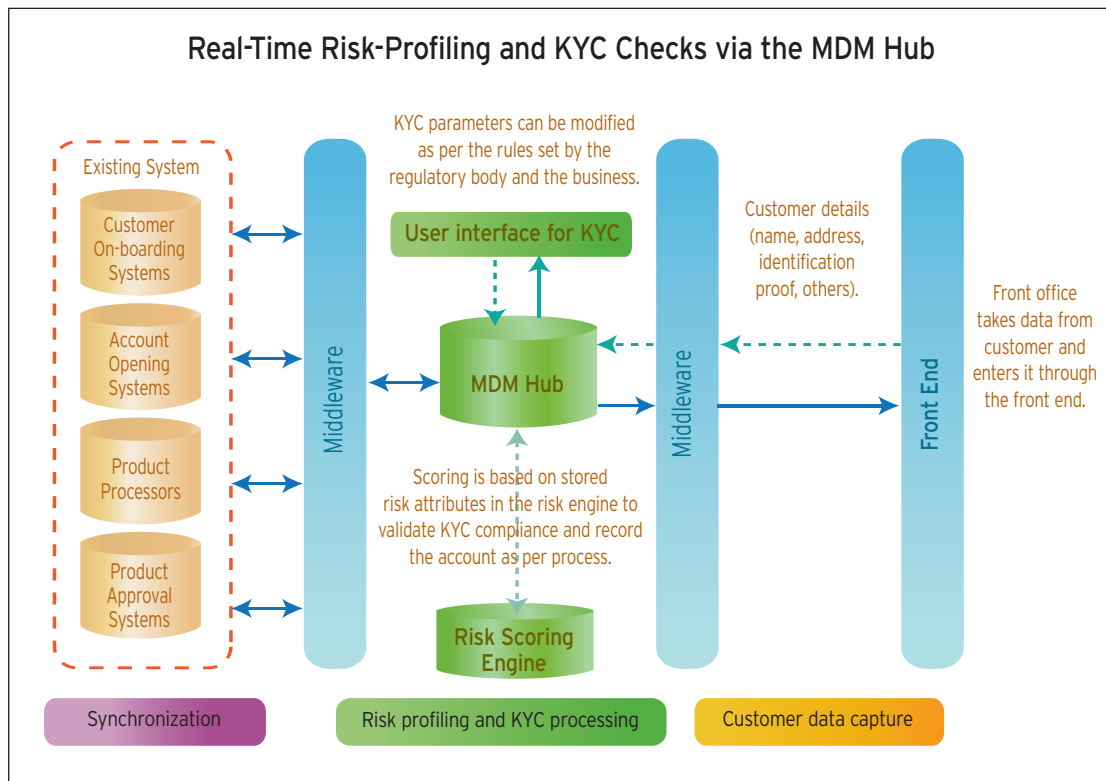 Real-Time Risk-Profiling and KYC Checks via the MDM Hub
Existing System
Customer
On-boarding
Systems
Account
Opening
Systems
Product
Processors
Product
Approval
Systems
Middleware
KYC parameters can be modified
as per the rules set by the
regulatory body and the business.
User interface for KYC
MDM Hub
Scoring is based on stored
risk attributes in the risk engine to
validate KYC compliance and record
the account as per process.
Risk Scoring
Engine
Middleware
Customer details
(name, address,
identification
proof, others).
Front End
Front office
takes data from
customer and
enters it through
the front end.
Synchronization
Risk profiling and KYC processing
Customer data capture